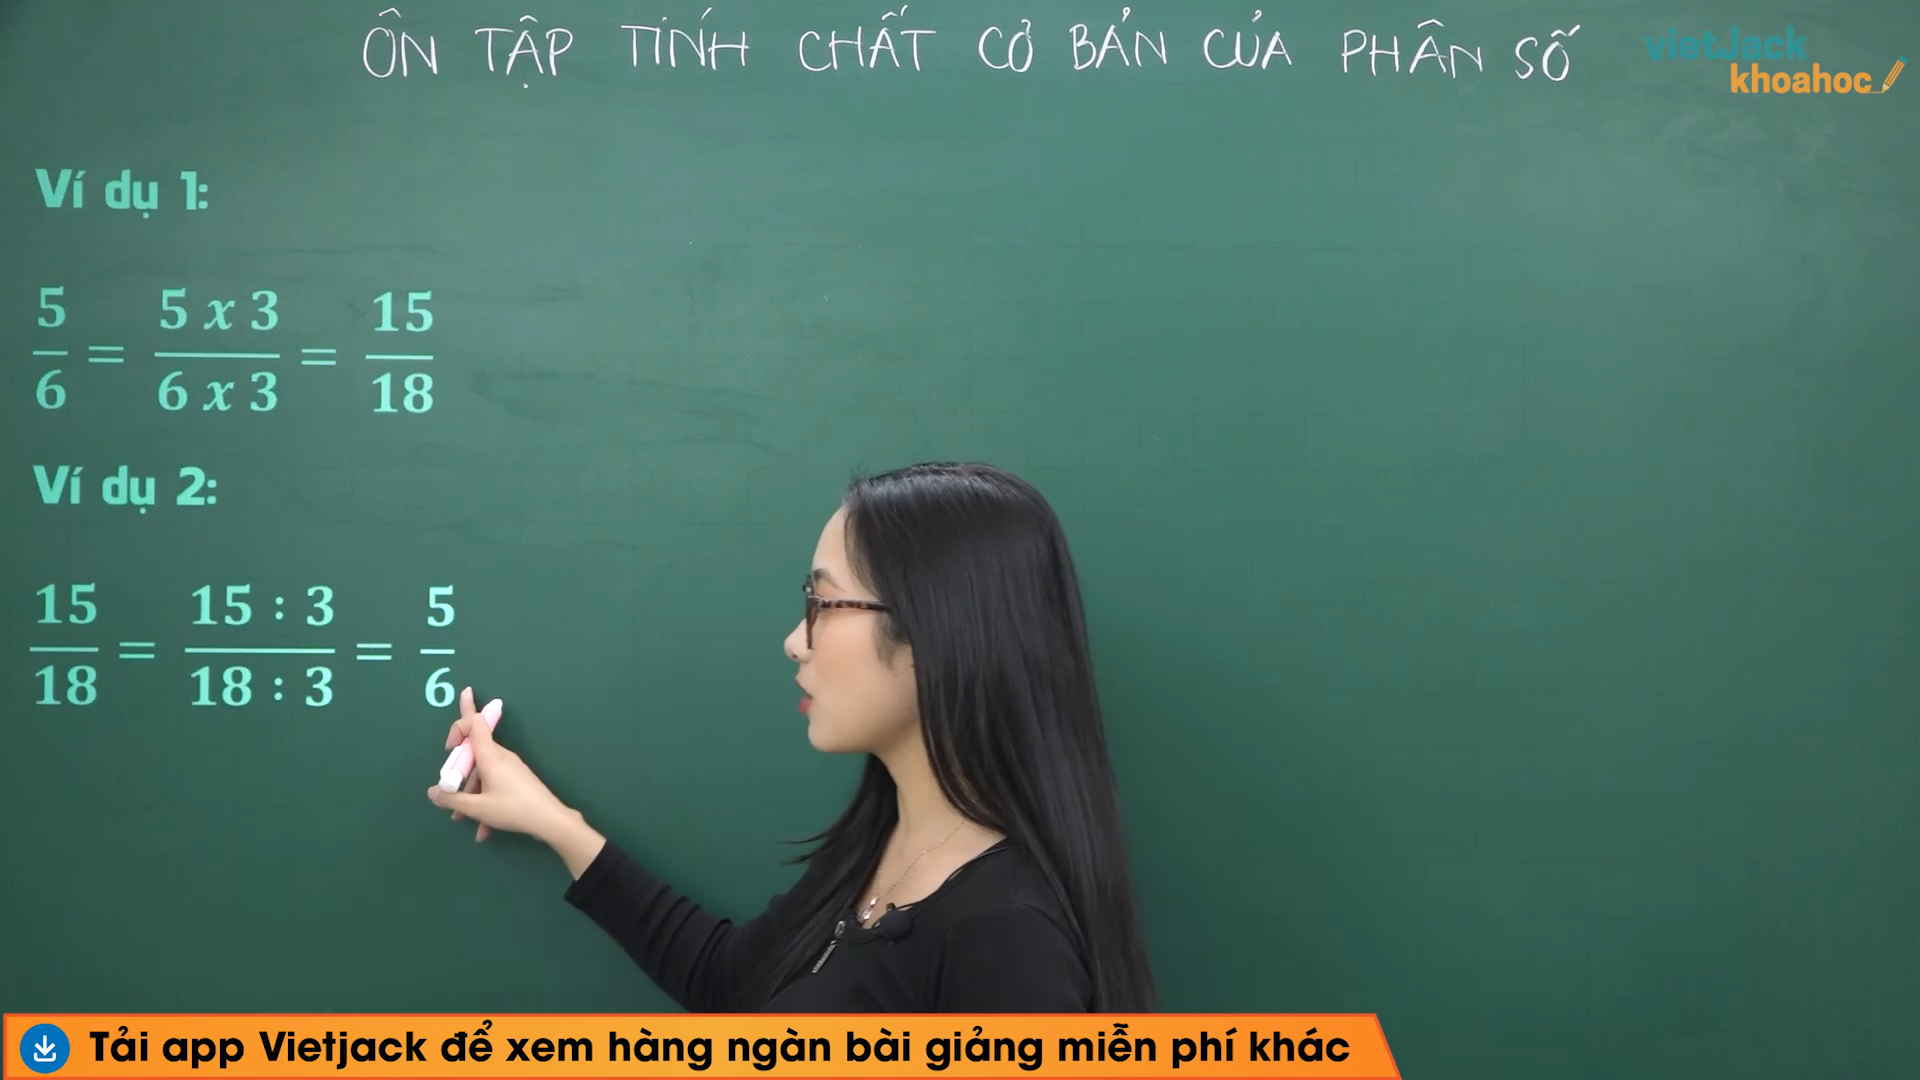 ÔN TẬP TÍNH CHẤT CƠ BẢN CỦA PHÂN SỐ
vietJack
khoahoc
Ví dụ 1:
5/6 = 5 x 3/6 x 3 = 15/18
Ví dụ 2:
15/18 = 15 : 3/18 : 3 = 5/6
Tải app Vietjack để xem hàng ngàn bài giảng miễn phí khác